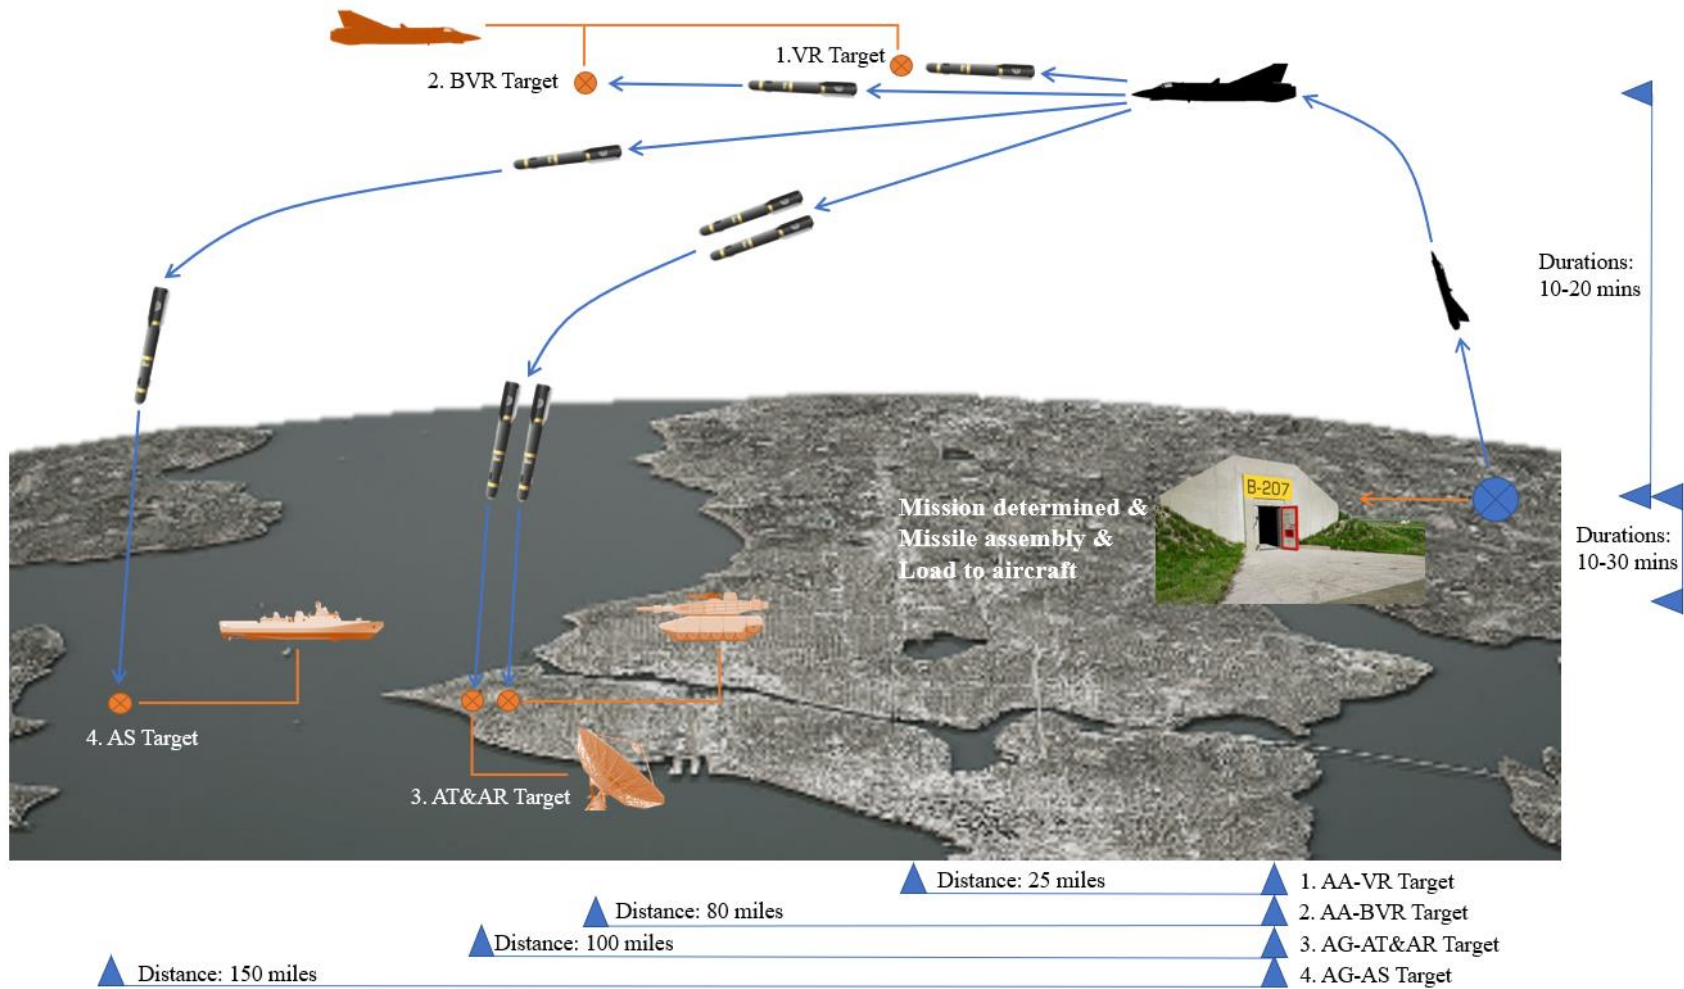 1.VR Target
2. BVR Target
Durations:
10-20 mins
B-207
Mission determined &
Missile assembly &
Load to aircraft
Durations:
10-30 mins
4. AS Target
3. AT&AR Target
Distance: 25 miles
1. AA-VR Target
Distance: 80 miles
2. AA-BVR Target
Distance: 100 miles
3. AG-AT&AR Target
Distance: 150 miles
4. AG-AS Target